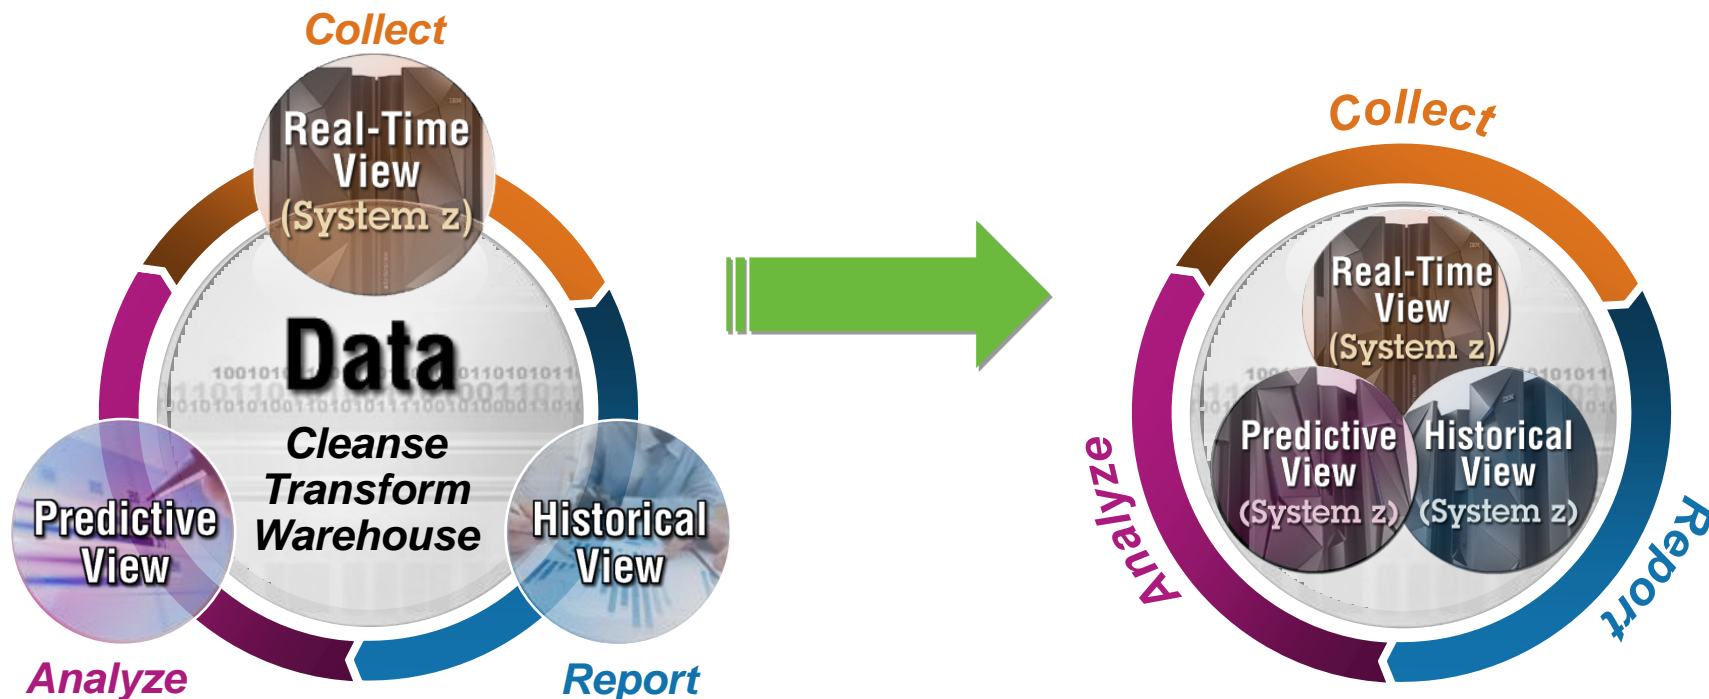 Collect
Real-Time
View
(System z)
Data
Cleanse
Transform
Warehouse
Predictive
View
Historical
View
Analyze
Report
Collect
Real-Time
View
(System z)
Predictive
View
(System z)
Historical
View
(System z)
Analyze
Report